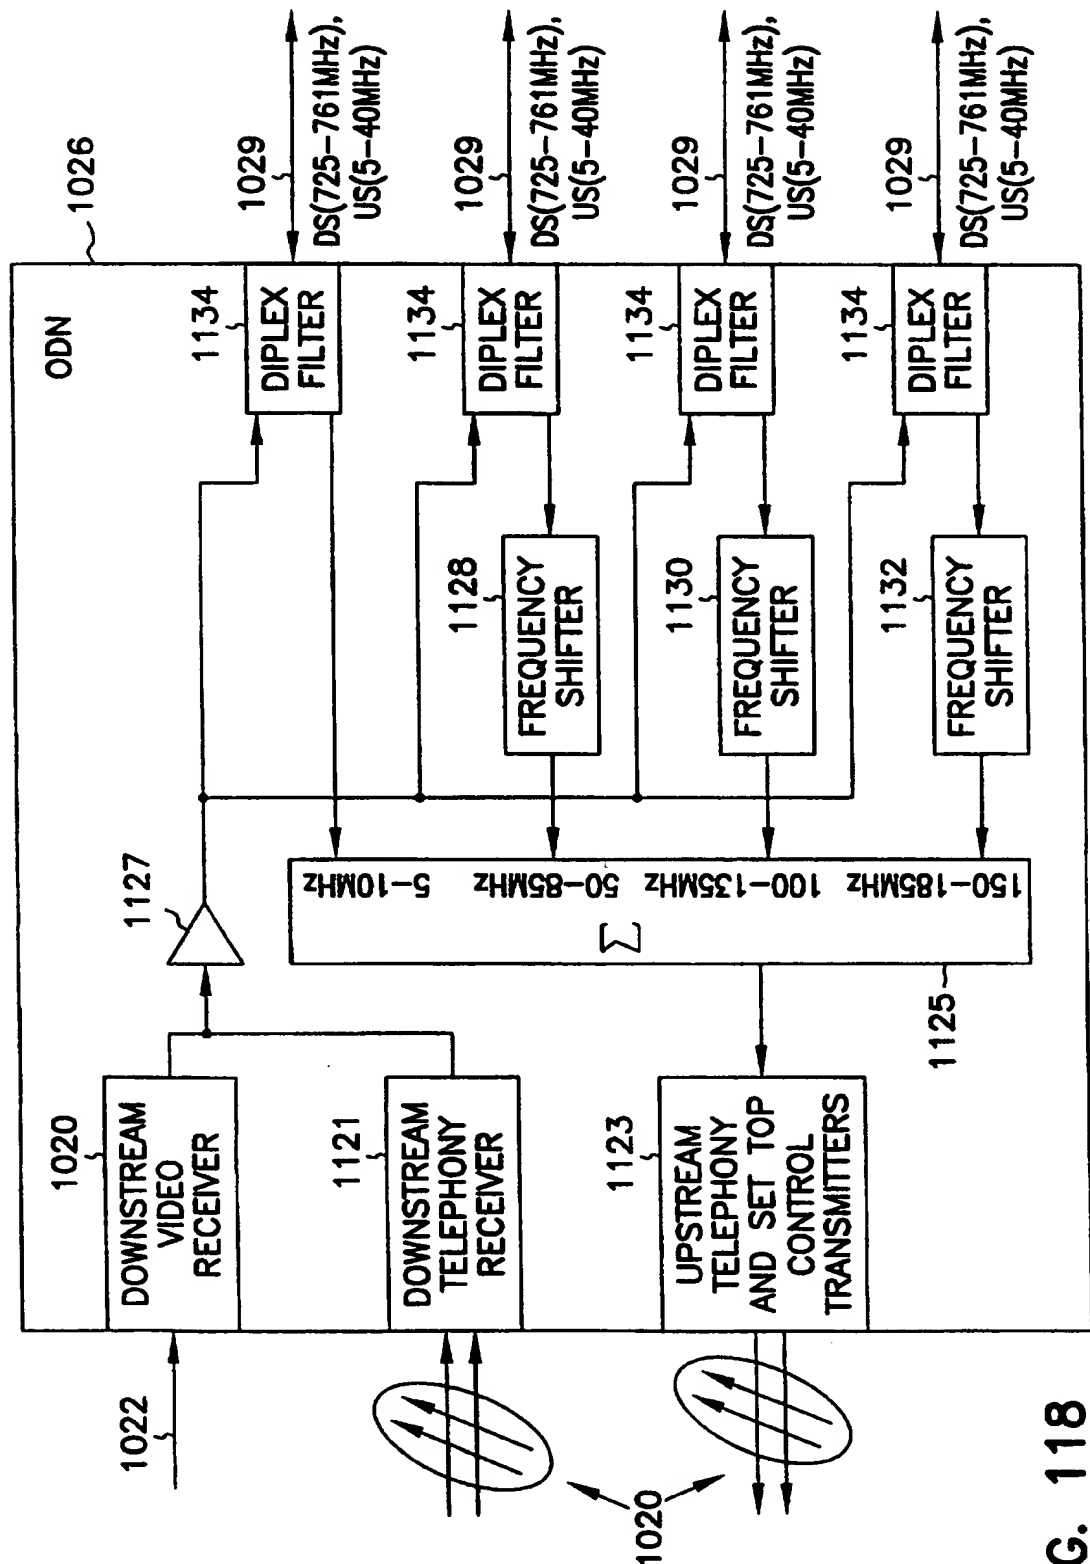 1026
ODN
1022
1020
DOWNSTREAM
VIDEO
RECEIVER
1127
1134
DIPLEX
FILTER
1029
DS(725-761MHz),
US(5-40MHz)
1121
DOWNSTREAM
TELEPHONY
RECEIVER
1134
DIPLEX
FILTER
1029
DS(725-761MHz),
US(5-40MHz)
1128
FREQUENCY
SHIFTER
5-10MHz
50-85MHz
100-135MHz
150-185MHz
Σ
1125
1020
1123
UPSTREAM
TELEPHONY
AND SET TOP
CONTROL
TRANSMITTERS
1130
FREQUENCY
SHIFTER
1134
DIPLEX
FILTER
1029
DS(725-761MHz),
US(5-40MHz)
1132
FREQUENCY
SHIFTER
1134
DIPLEX
FILTER
1029
DS(725-761MHz),
US(5-40MHz)
G. 118